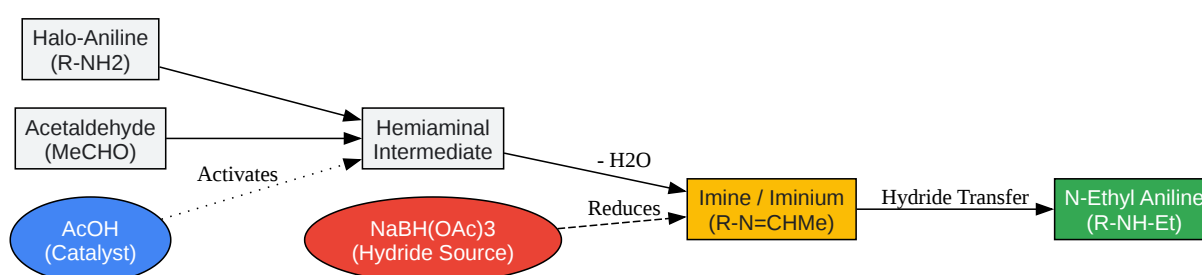 Halo-Aniline
(R-NH2)
Acetaldehyde
(MeCHO)
Activates
AcOH
(Catalyst)
Hemiaminal
Intermediate
- H2O
NaBH(OAc)3
(Hydride Source)
Reduces
Imine / Iminium
(R-N=CHMe)
Hydride Transfer
N-Ethyl Aniline
(R-NH-Et)